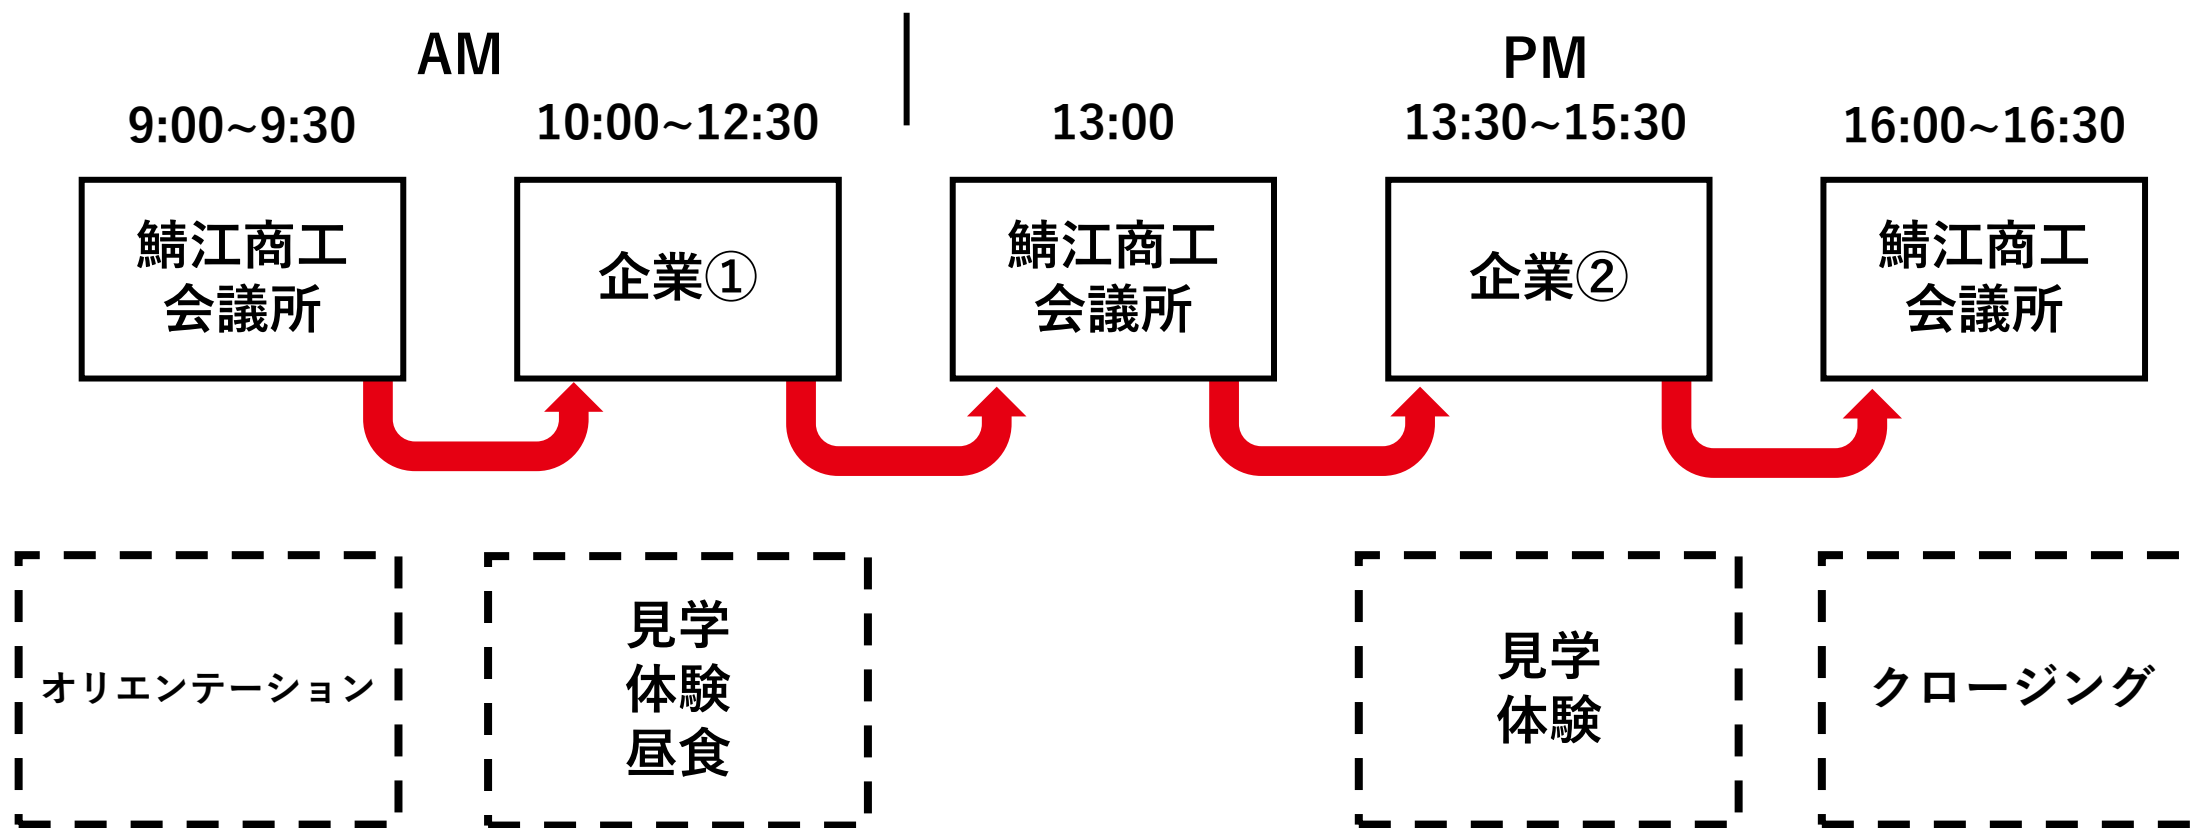 AM
PM
9:00~9:30
10:00~12:30
13:00
13:30~15:30
16:00~16:30
鯖江商工
会議所
企業①
鯖江商工
会議所
企業②
鯖江商工
会議所
オリエンテーション
見学
体験
昼食
見学
体験
クロージング